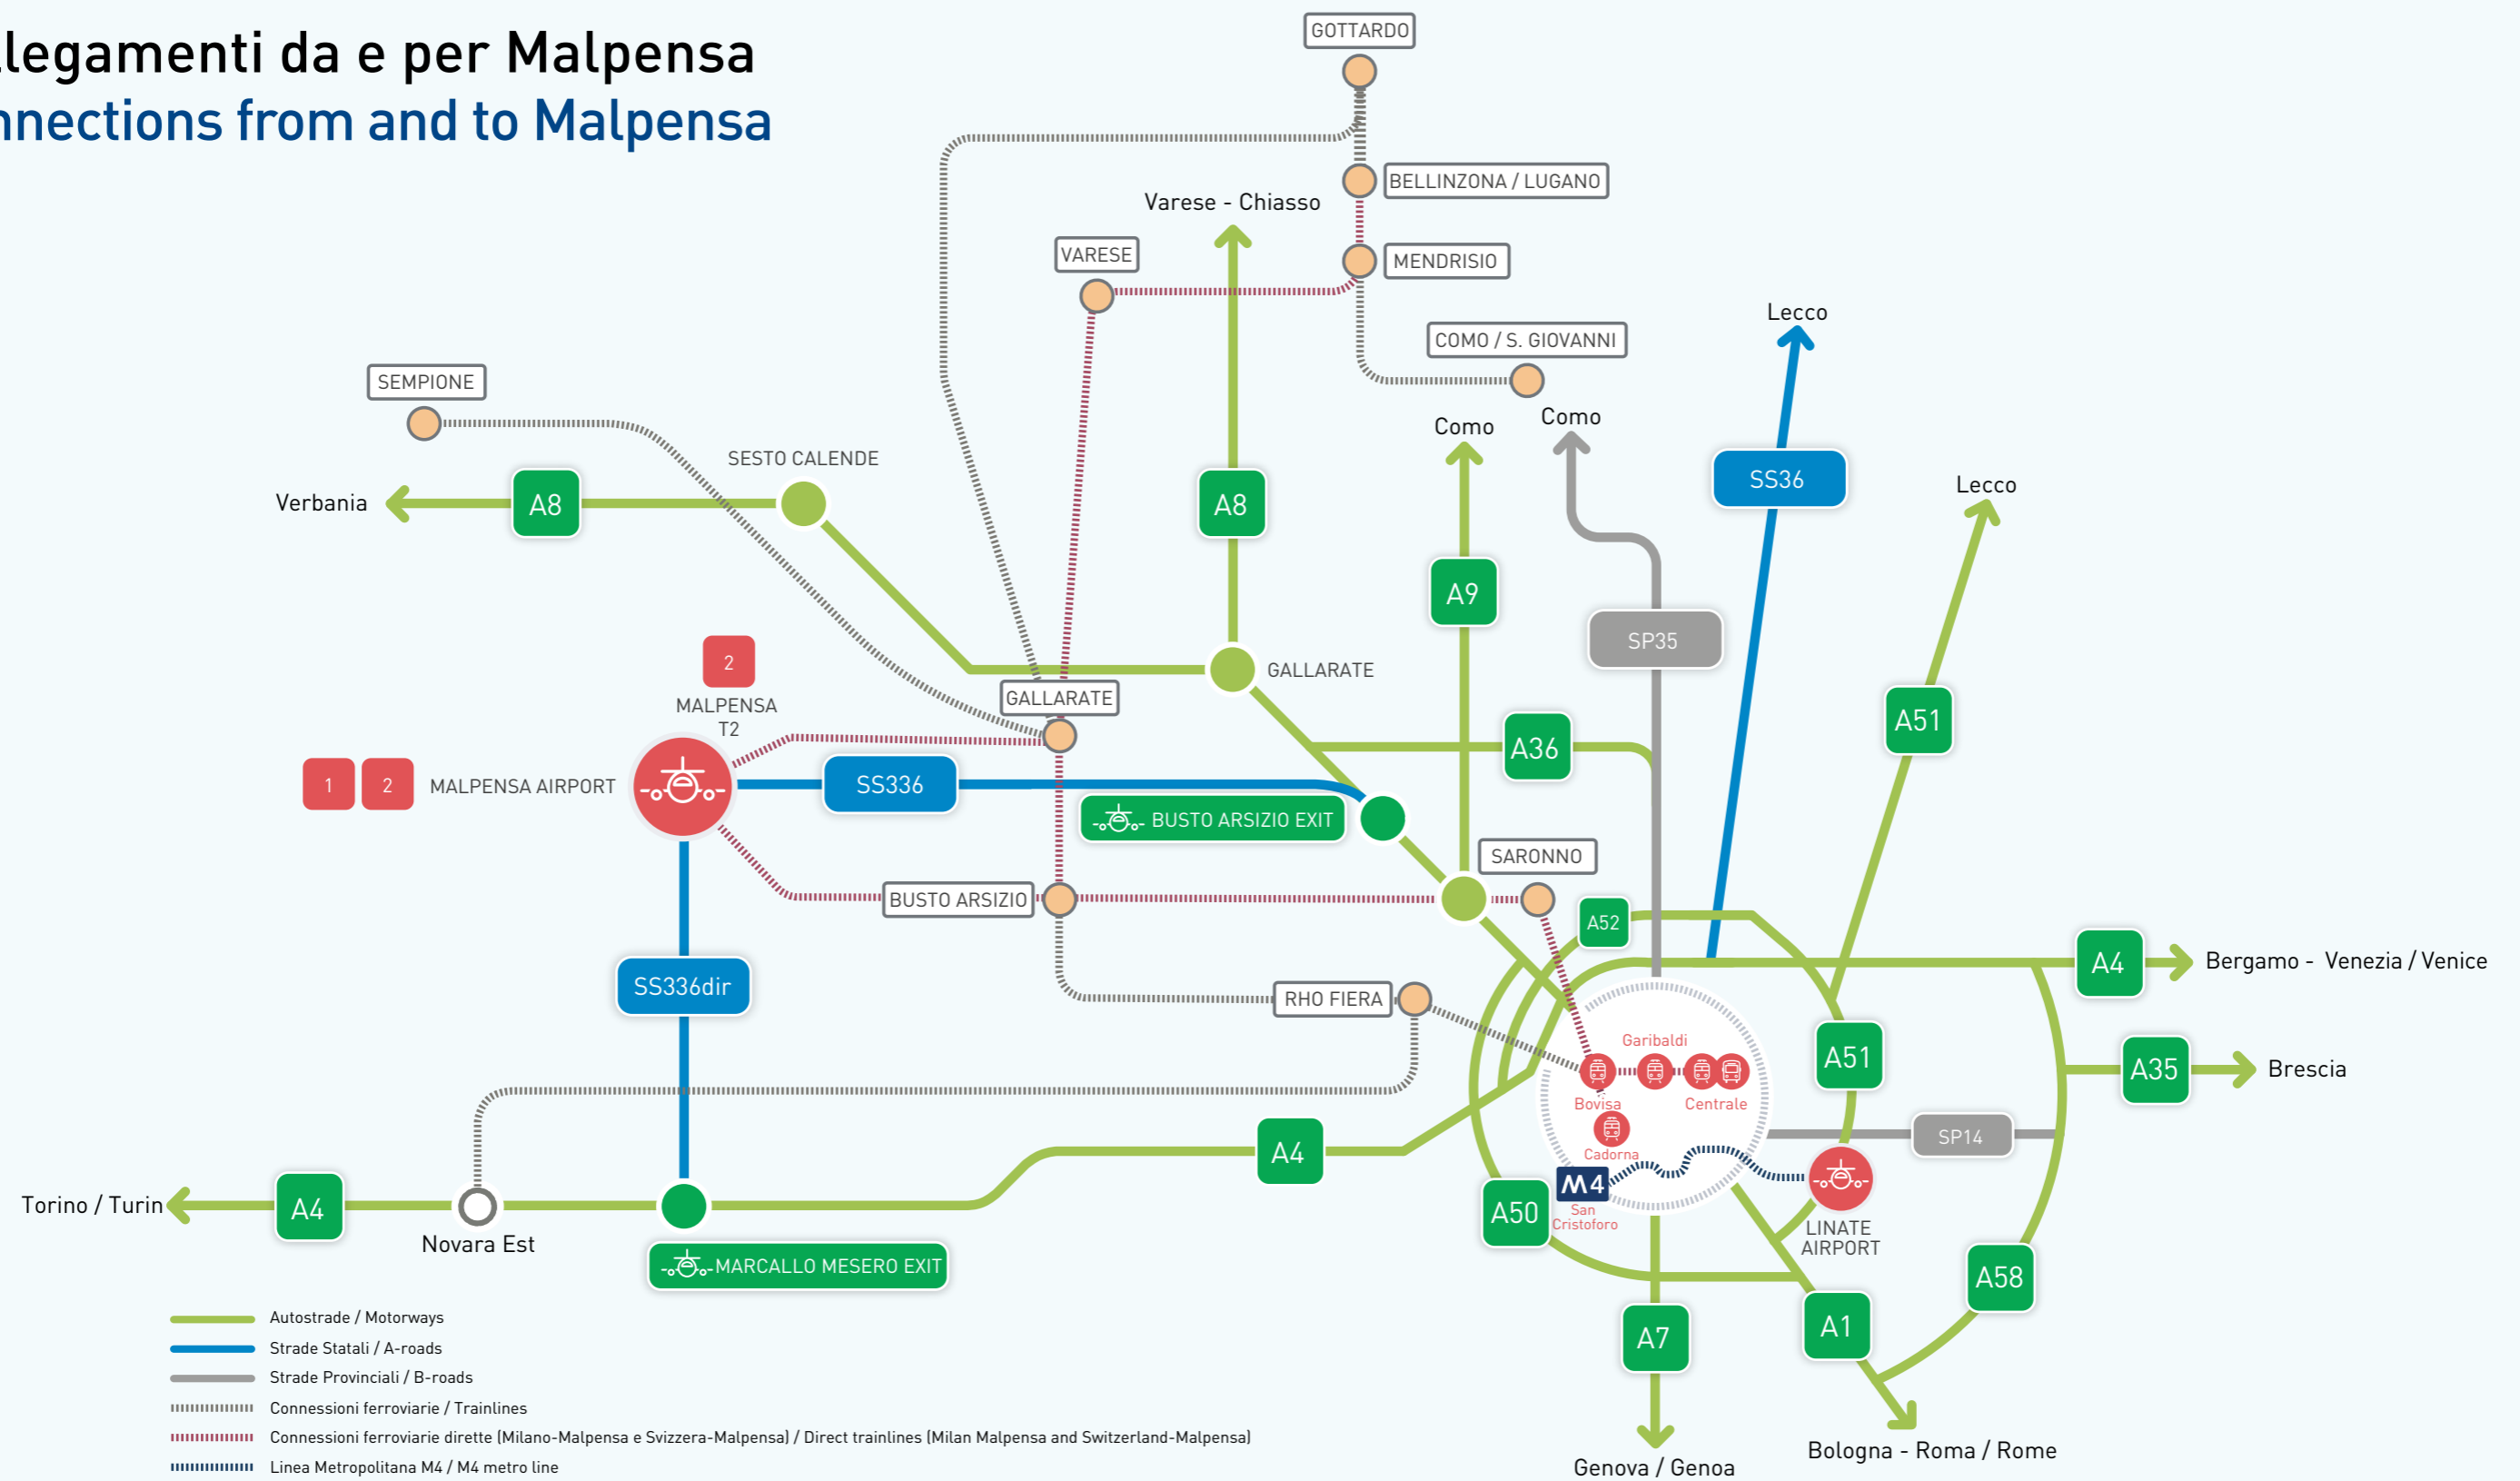 llegamenti da e per Malpensa
nnections from and to Malpensa
GOTTARDO
BELLINZONA / LUGANO
Varese - Chiasso
VARESE
MENDRISIO
Lecco
COMO / S. GIOVANNI
SEMPIONE
Como
Como
SESTO CALENDE
SS36
Lecco
Verbania
A8
A8
A9
SP35
2
GALLARATE
MALPENSA
T2
GALLARATE
A51
A36
1
2
MALPENSA AIRPORT
SS336
BUSTO ARSIZIO EXIT
SARONNO
BUSTO ARSIZIO
A52
A4
Bergamo - Venezia / Venice
SS336dir
RHO FIERA
Garibaldi
A51
A35
Brescia
Bovisa
Centrale
SP14
A4
Cadorna
M4
San
Cristoforo
Torino / Turin
A4
A50
LINATE
AIRPORT
Novara Est
MARCALLO MESERO EXIT
A58
A7
A1
Autostrade / Motorways
Strade Statali / A-roads
Strade Provinciali / B-roads
Connessioni ferroviarie / Trainlines
Connessioni ferroviarie dirette (Milano-Malpensa e Svizzera-Malpensa) / Direct trainlines (Milan Malpensa and Switzerland-Malpensa)
Linea Metropolitana M4 / M4 metro line
Bologna - Roma / Rome
Genova / Genoa